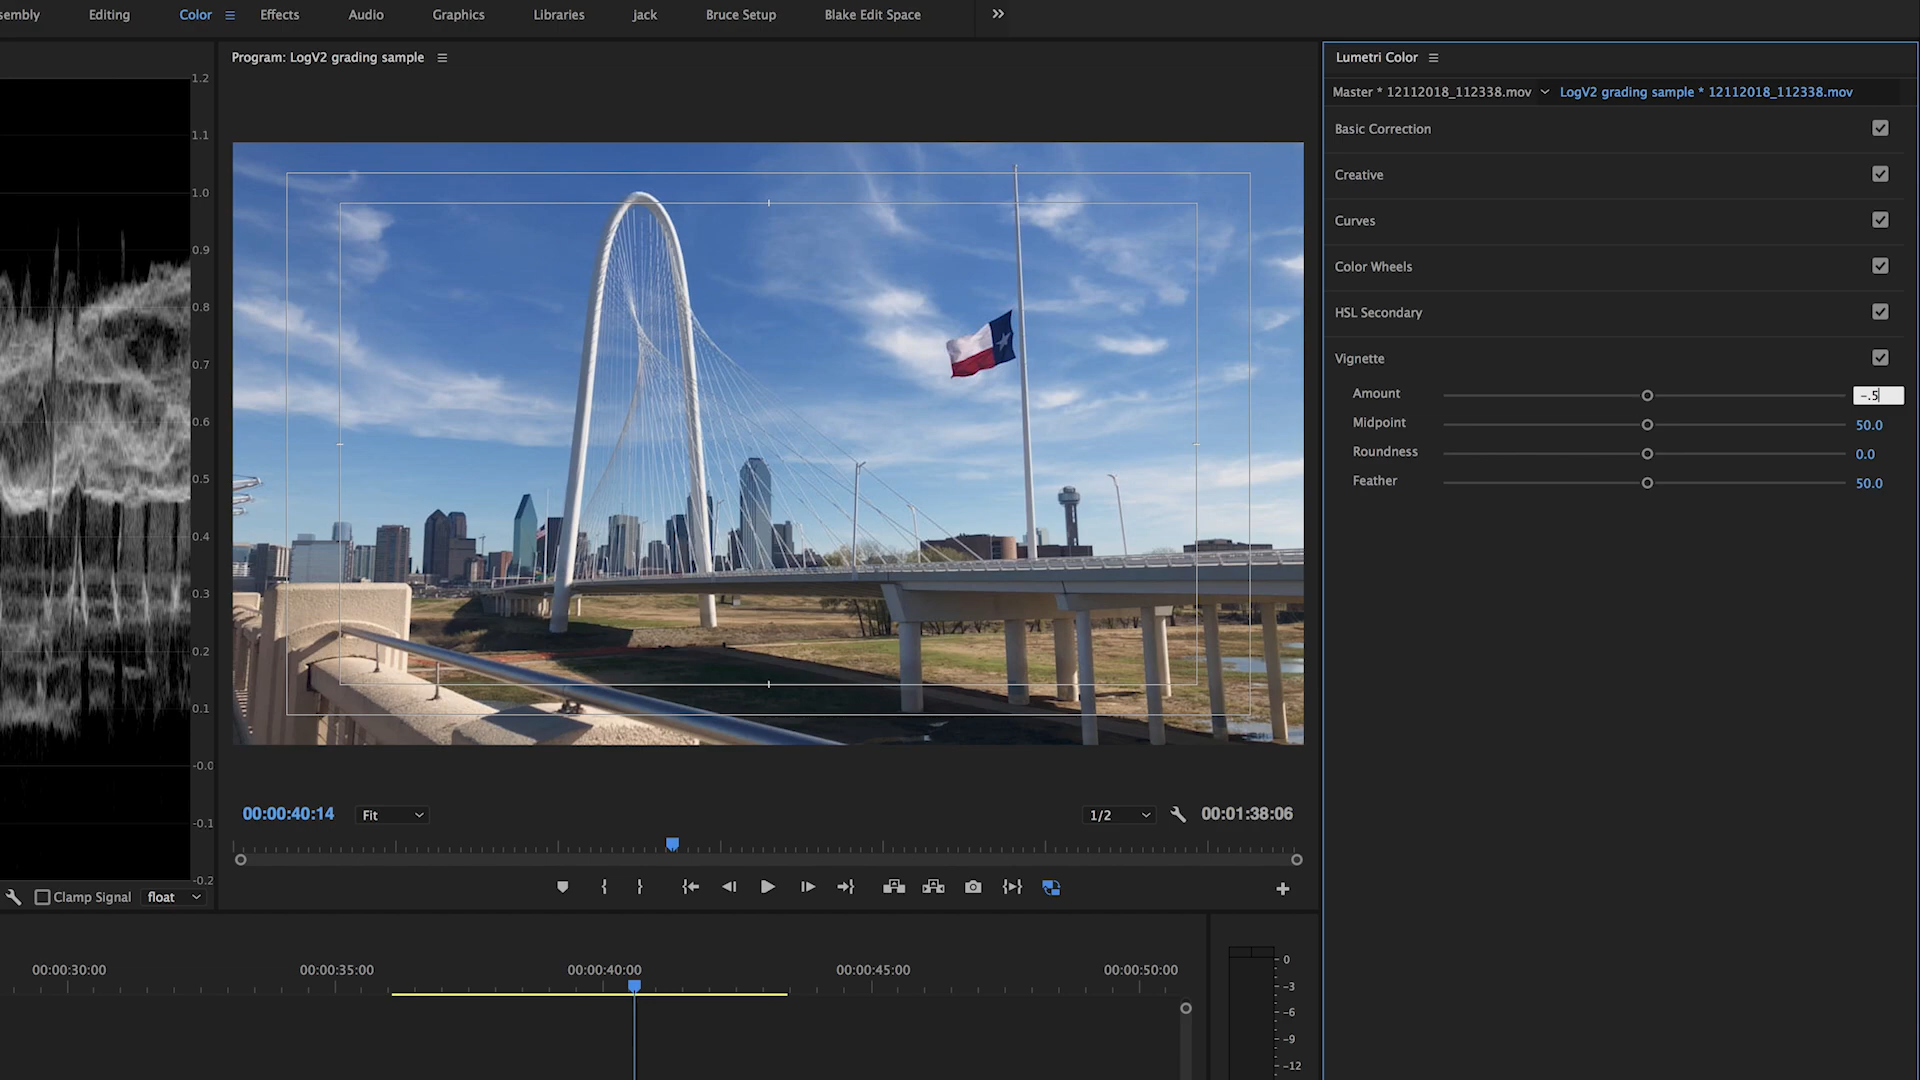 sembly Editing Color Effects Audio Graphics Libraries Jack Bruce Setup Blake Edit Space
Program: LogV2 grading sample
Lumetri Color
Master * 12112018_112338.mov LogV2 grading sample * 12112018_112338.mov
Basic Correction
Creative
Curves
Color Wheels
HSL Secondary
Vignette
Amount -.5
Midpoint 50.0
Roundness 0.0
Feather 50.0
1.2
1.1
1.0
0.9
0.8
0.7
0.6
0.5
0.4
0.3
0.2
0.1
-0.0
-0.1
-0.2
00:00:40:14 Fit 1/2 00:01:38:06
Clamp Signal float
00:00:30:00 00:00:35:00 00:00:40:00 00:00:45:00 00:00:50:00
0
-3
-6
-9
-12